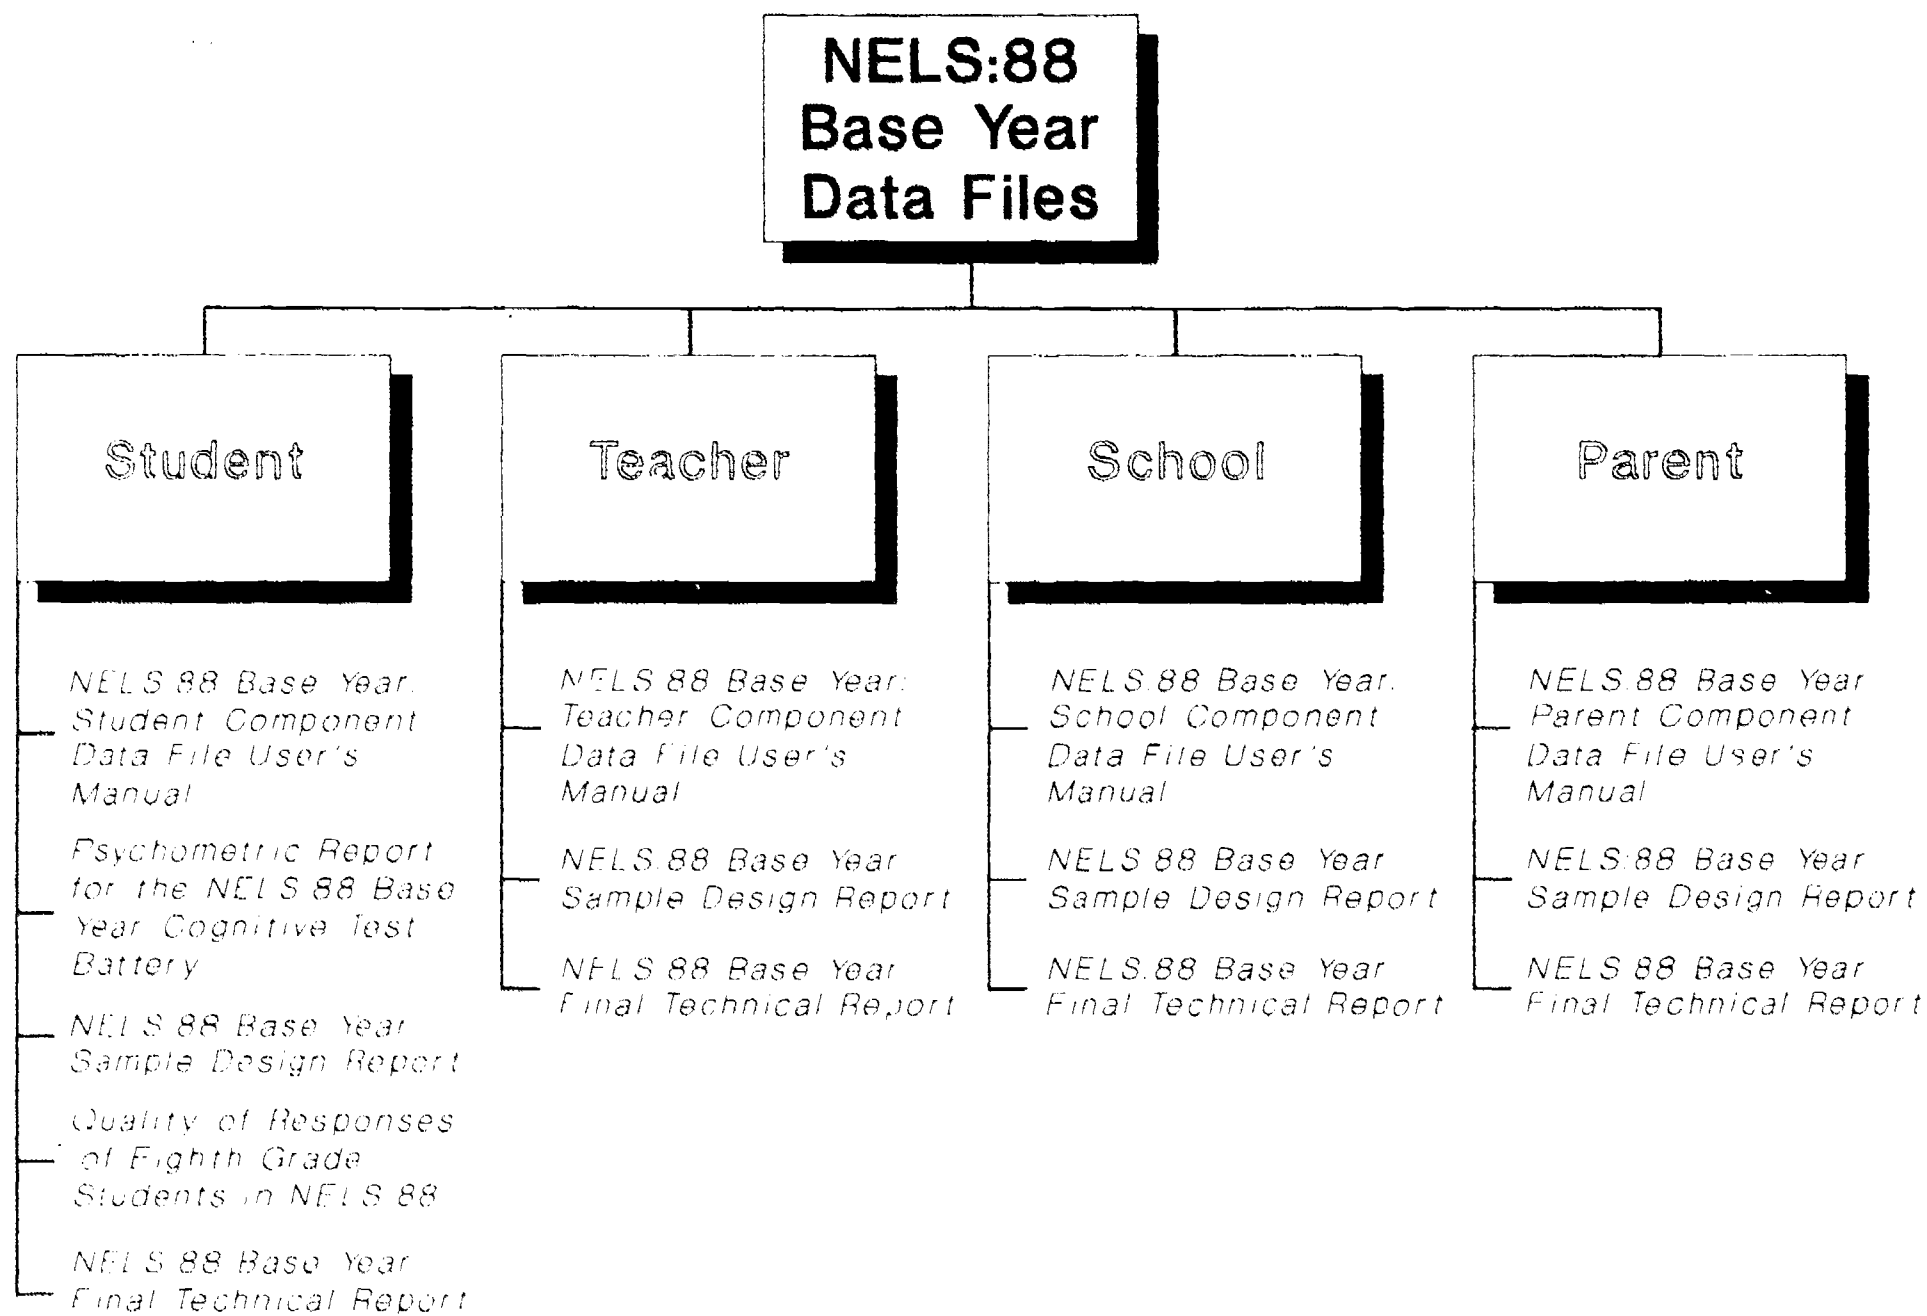 NELS:88
Base Year
Data Files
Student
Teacher
School
Parent
NELS:88 Base Year:
Student Component
Data File User's
Manual
Psychometric Report
for the NELS:88 Base
Year Cognitive Test
Battery
NELS:88 Base Year
Sample Design Report
Quality of Responses
of Eighth Grade
Students in NELS:88
NELS:88 Base Year
Final Technical Report
NELS:88 Base Year:
Teacher Component
Data File User's
Manual
NELS:88 Base Year
Sample Design Report
NELS:88 Base Year
Final Technical Report
NELS:88 Base Year:
School Component
Data File User's
Manual
NELS:88 Base Year
Sample Design Report
NELS:88 Base Year
Final Technical Report
NELS:88 Base Year
Parent Component
Data File User's
Manual
NELS:88 Base Year
Sample Design Report
NELS:88 Base Year
Final Technical Report